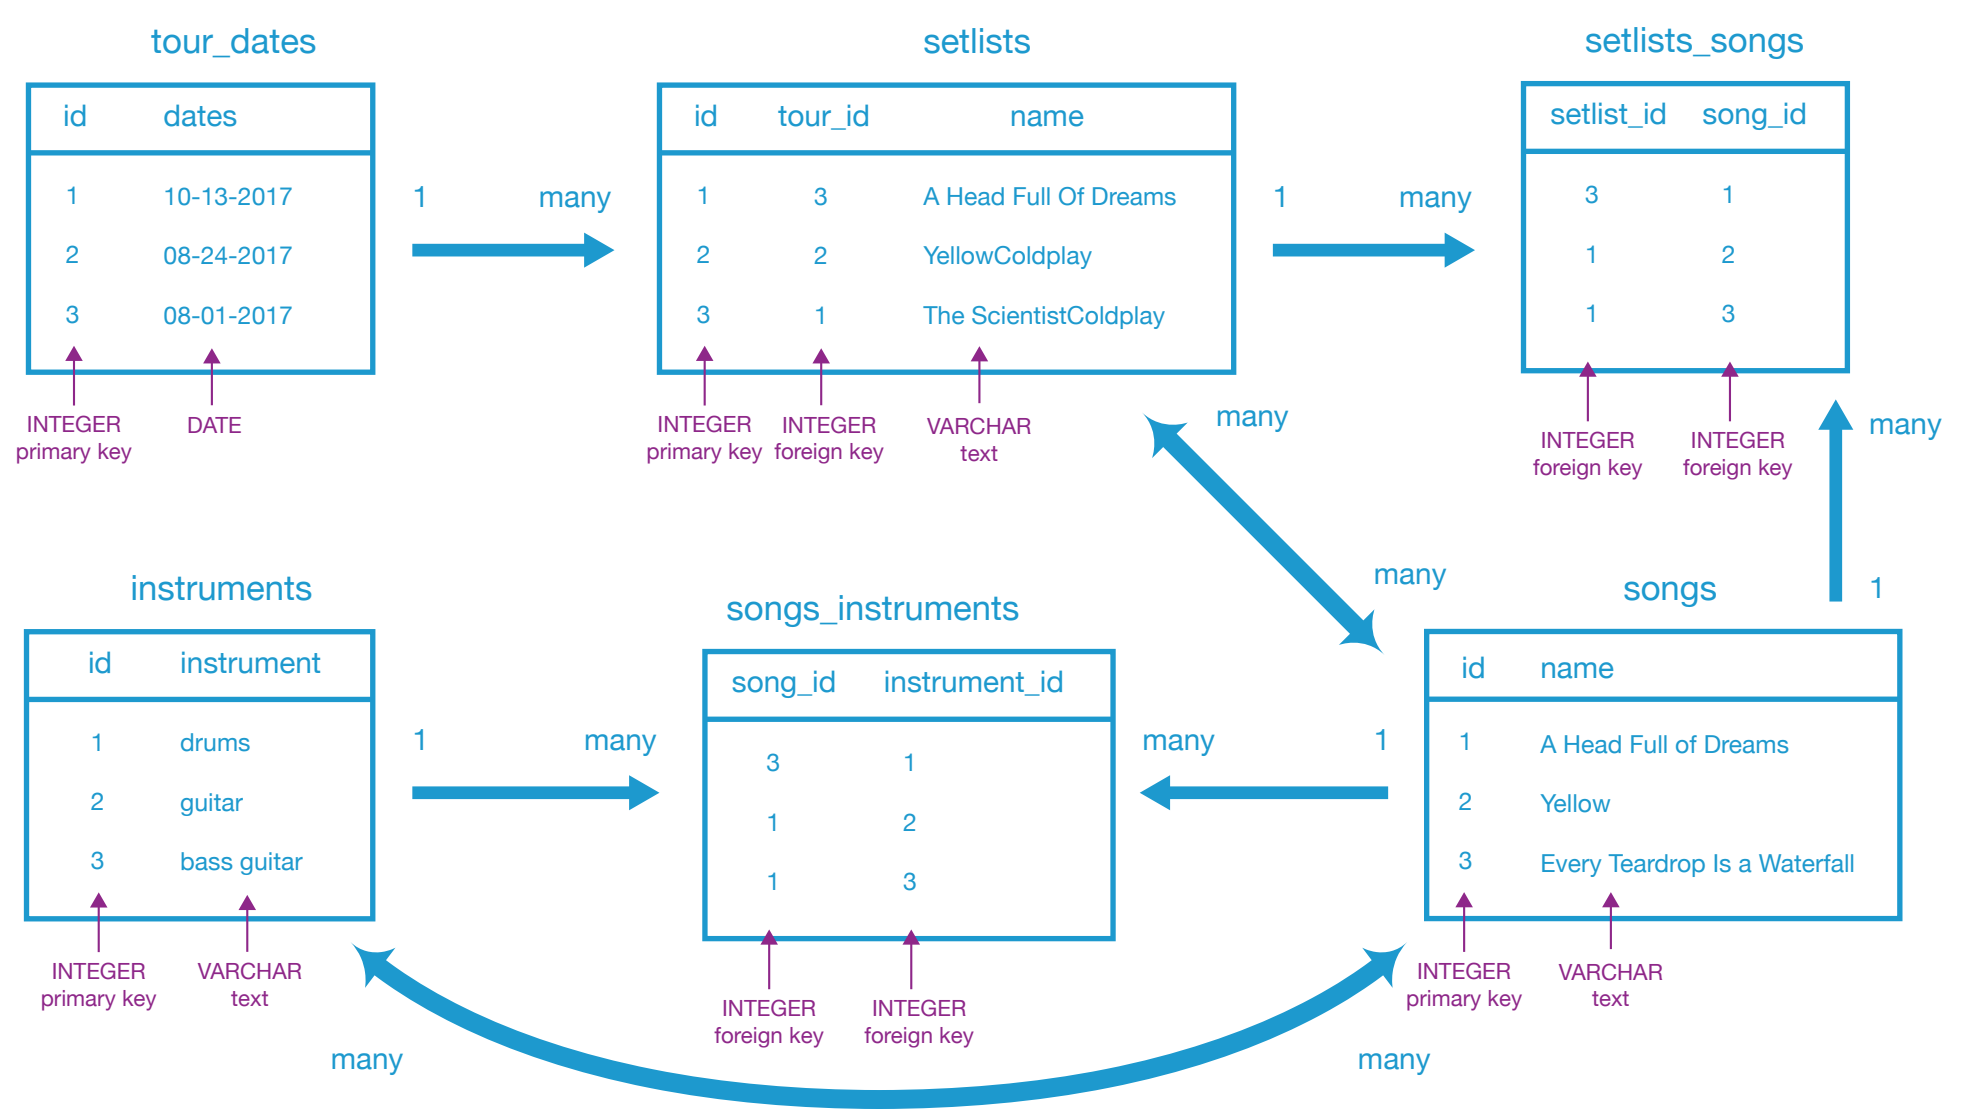 tour_dates
id dates
1 10-13-2017
2 08-24-2017
3 08-01-2017
INTEGER
primary key
DATE
1 many
setlists
id tour_id name
1 3 A Head Full Of Dreams
2 2 YellowColdplay
3 1 The ScientistColdplay
INTEGER
primary key
INTEGER
foreign key
VARCHAR
text
1 many
setlists_songs
setlist_id song_id
3 1
1 2
1 3
INTEGER
foreign key
INTEGER
foreign key
many
many
many
1
instruments
id instrument
1 drums
2 guitar
3 bass guitar
INTEGER
primary key
VARCHAR
text
1 many
songs_instruments
song_id instrument_id
3 1
1 2
1 3
INTEGER
foreign key
INTEGER
foreign key
many 1
songs
id name
1 A Head Full of Dreams
2 Yellow
3 Every Teardrop Is a Waterfall
INTEGER
primary key
VARCHAR
text
many
many